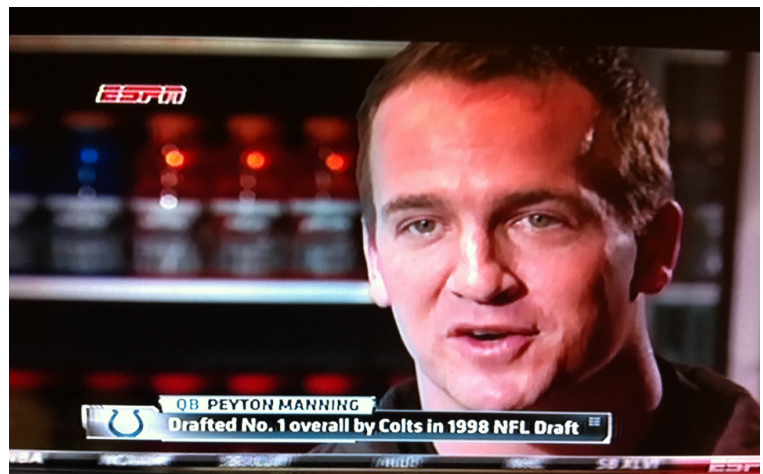 ESPN
QB PEYTON MANNING
Drafted No. 1 overall by Colts in 1998 NFL Draft